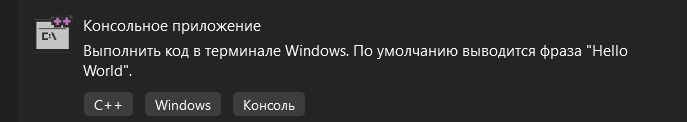 Консольное приложение
Выполнить код в терминале Windows. По умолчанию выводится фраза "Hello
World".
C++ Windows Консоль